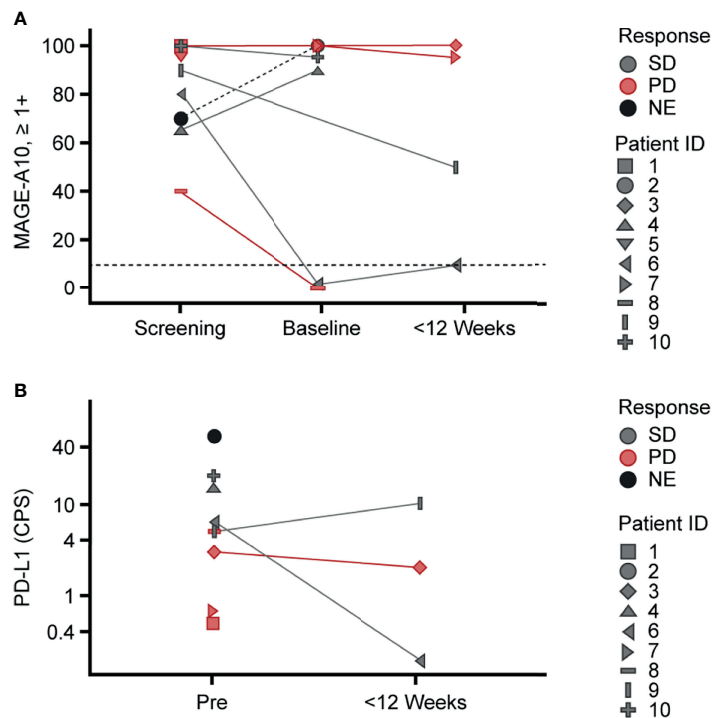 A
MAGE-A10, ≥ 1+
100
80
60
40
20
0
Screening
Baseline
<12 Weeks
Response
SD
PD
NE
Patient ID
1
2
3
4
5
6
7
8
9
10
B
PD-L1 (CPS)
40
10
4
1
0.4
Pre
<12 Weeks
Response
SD
PD
NE
Patient ID
1
2
3
4
6
7
8
9
10